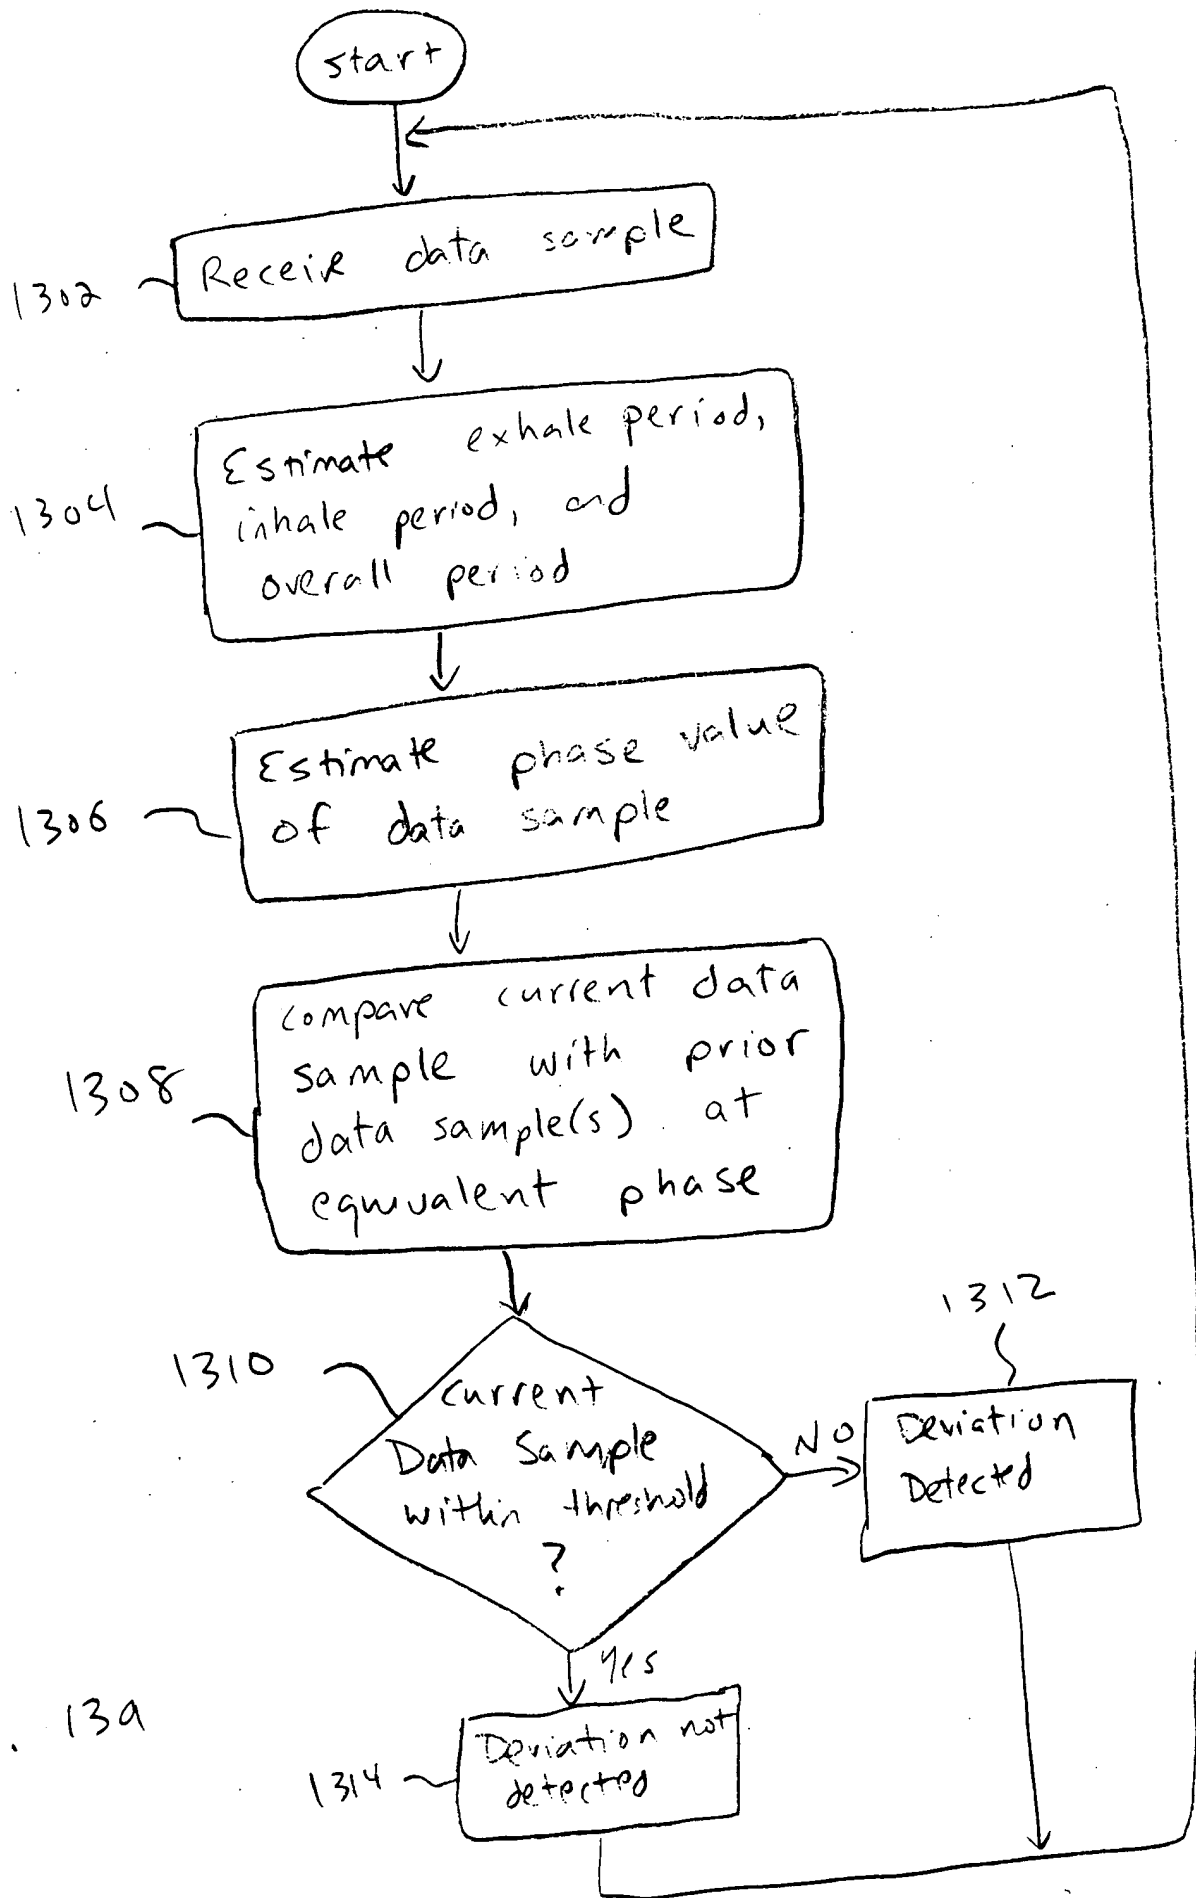 start
1302
Receive data sample
1304
Estimate exhale period,
inhale period, and
overall period
1306
Estimate phase value
of data sample
1308
Compare current data
sample with prior
data sample(s) at
equivalent phase
1310
Current
Data Sample
within threshold
?
NO
1312
Deviation
Detected
Yes
1314
Deviation not
detected
. 13a